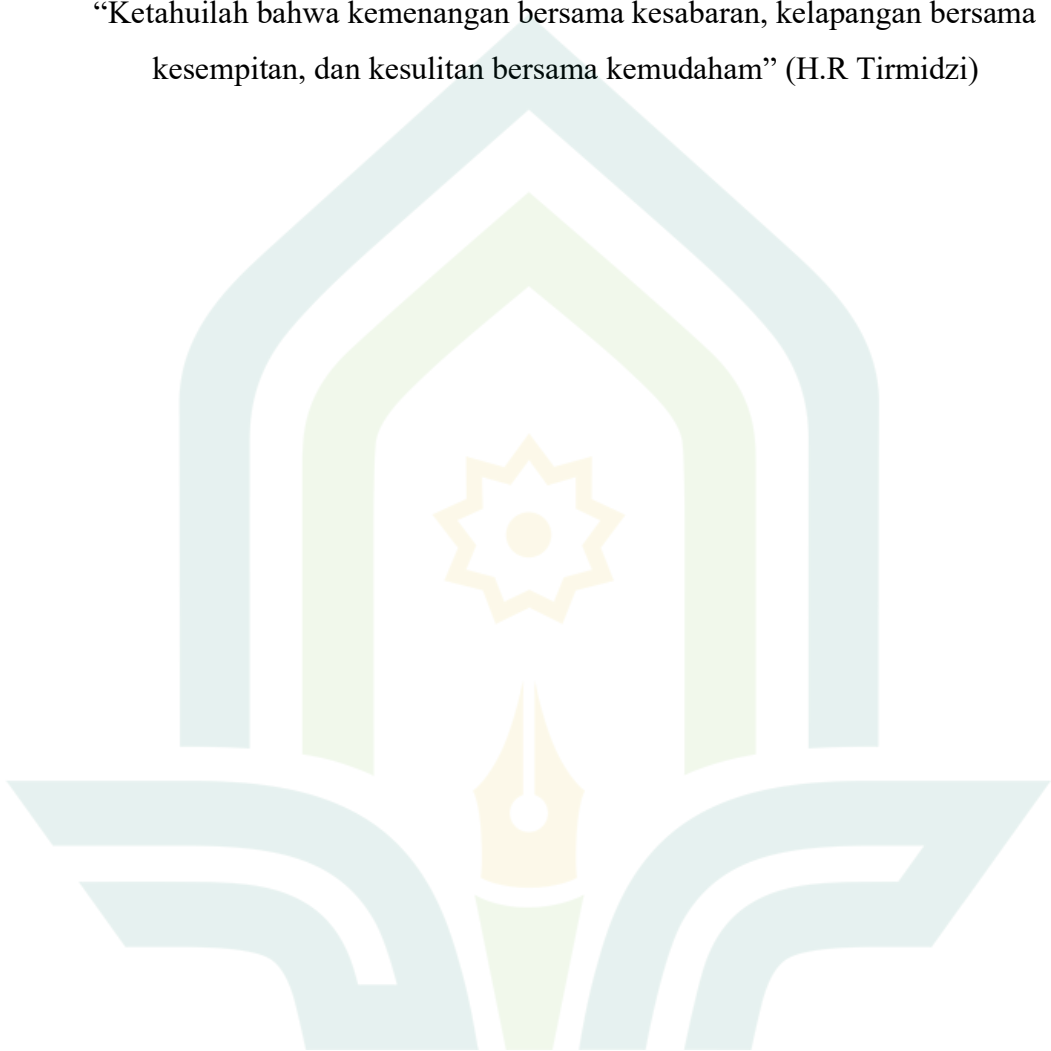 “Ketahuilah bahwa kemenangan bersama kesabaran, kelapangan bersama
kesempitan, dan kesulitan bersama kemudaham” (H.R Tirmidzi)